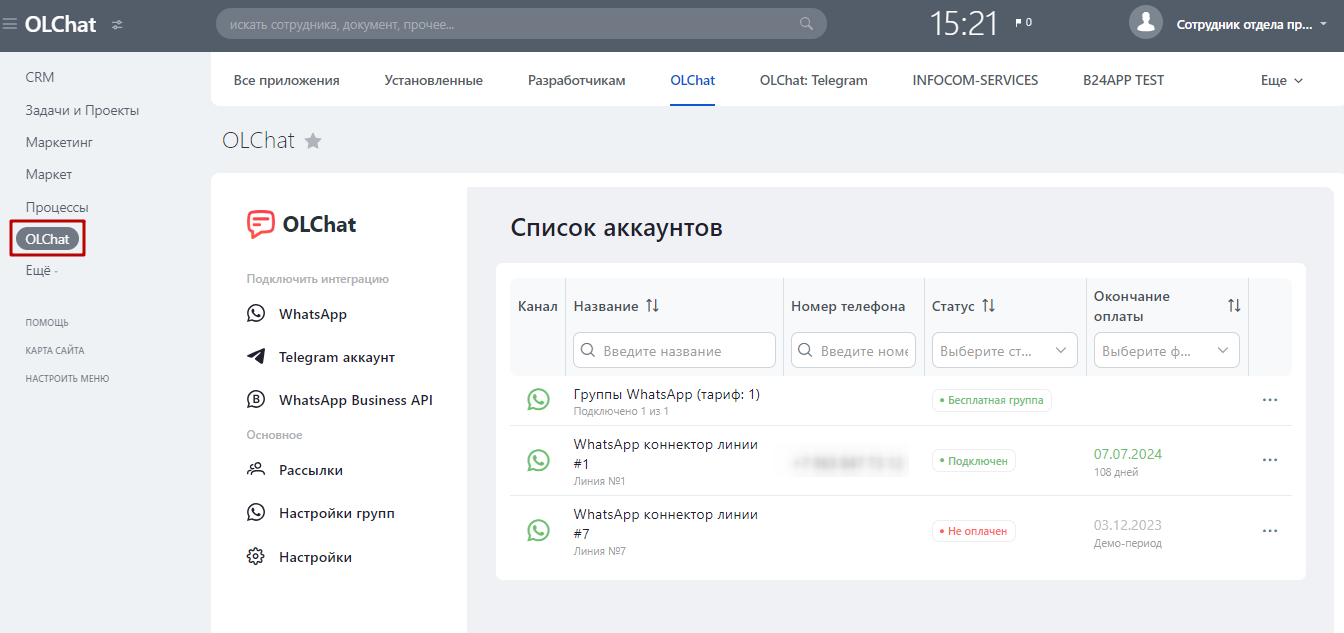 OLChat
искать сотрудника, документ, прочее...
15:21
0
Сотрудник отдела пр...
CRM
Задачи и Проекты
Маркетинг
Маркет
Процессы
OLChat
Ещё -
ПОМОЩЬ
КАРТА САЙТА
НАСТРОИТЬ МЕНЮ
Все приложения
Установленные
Разработчикам
OLChat
OLChat: Telegram
INFOCOM-SERVICES
B24APP TEST
Еще
OLChat
OLChat
Подключить интеграцию
WhatsApp
Telegram аккаунт
WhatsApp Business API
Основное
Рассылки
Настройки групп
Настройки
Список аккаунтов
Канал
Название
Номер телефона
Статус
Окончание
оплаты
Введите название
Введите номе
Выберите ст...
Выберите ф...
Группы WhatsApp (тариф: 1)
Подключено 1 из 1
Бесплатная группа
WhatsApp коннектор линии
#1
Линия №1
Подключен
07.07.2024
108 дней
WhatsApp коннектор линии
#7
Линия №7
Не оплачен
03.12.2023
Демо-период